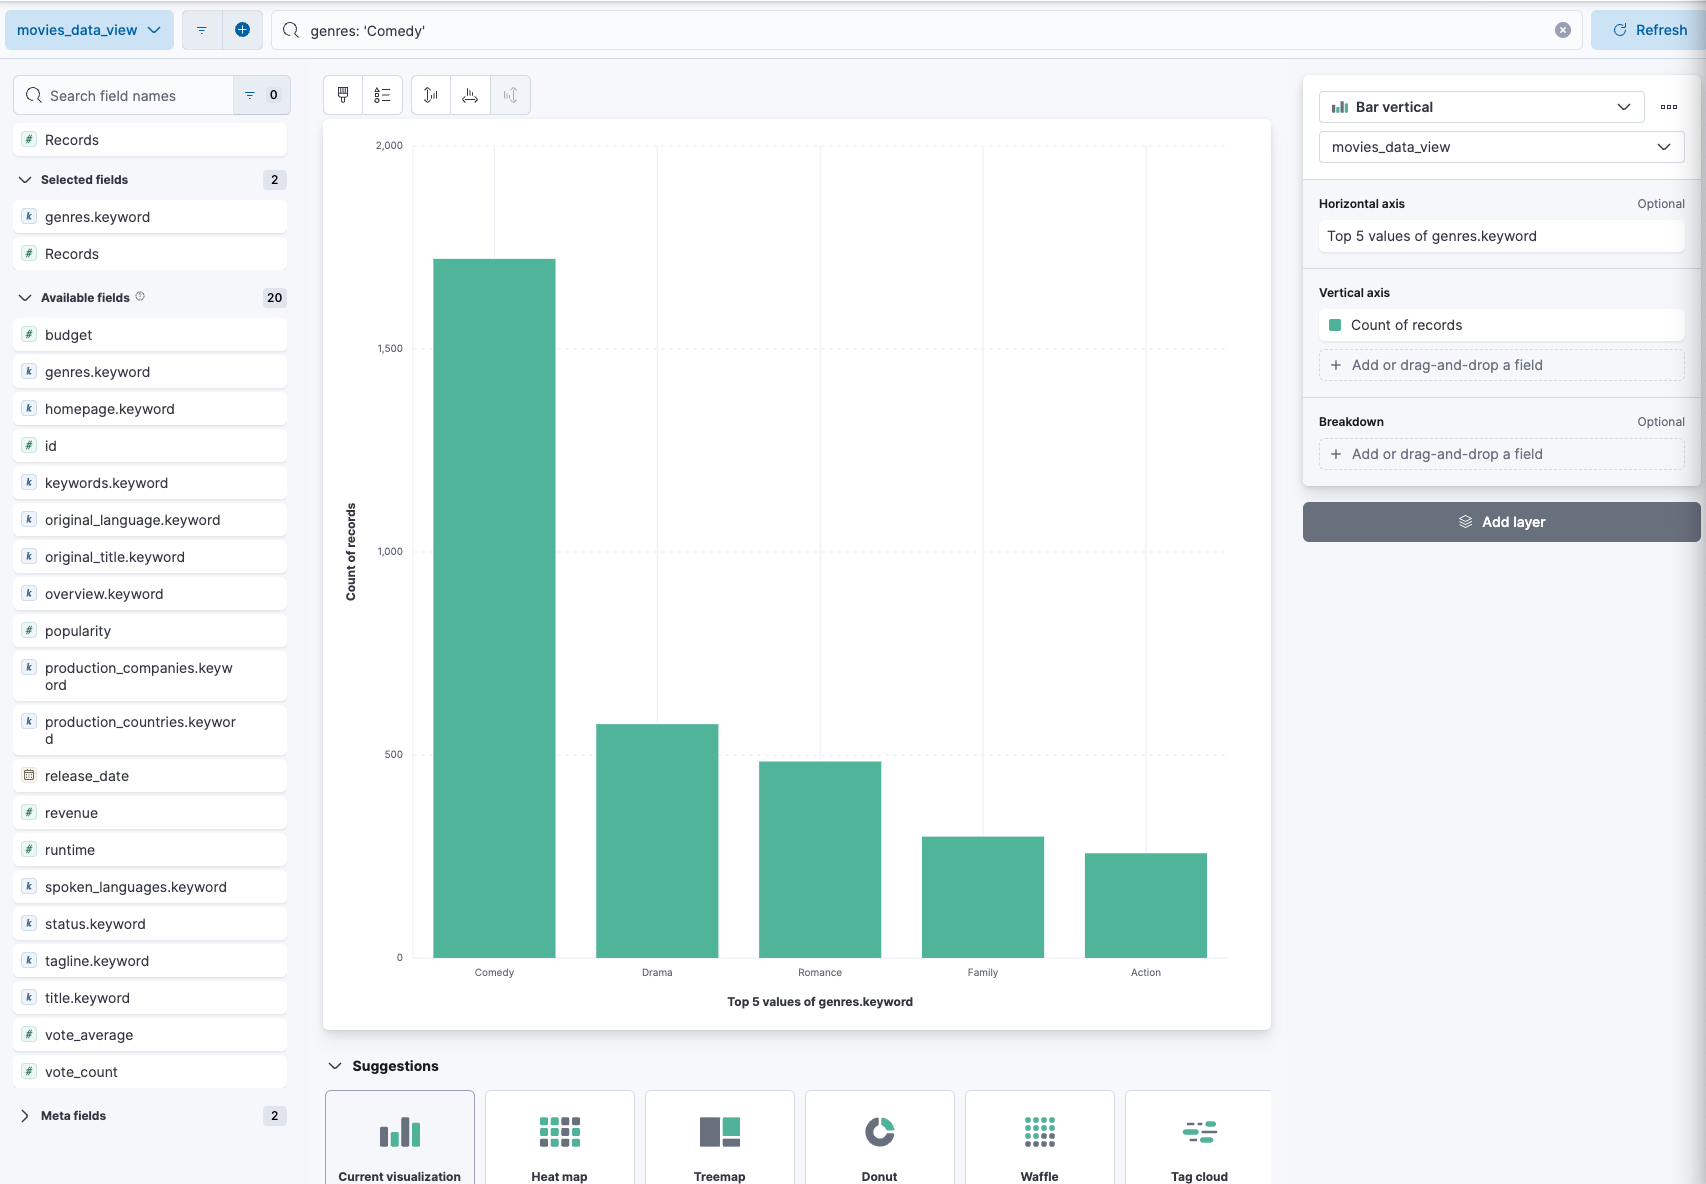 movies_data_view
genres: 'Comedy'
Refresh
Search field names
0
# Records
Selected fields 2
k genres.keyword
# Records
Available fields 20
# budget
k genres.keyword
k homepage.keyword
# id
k keywords.keyword
k original_language.keyword
k original_title.keyword
k overview.keyword
# popularity
k production_companies.keyw
ord
k production_countries.keywor
d
release_date
# revenue
# runtime
k spoken_languages.keyword
k status.keyword
k tagline.keyword
k title.keyword
# vote_average
# vote_count
Meta fields 2
2,000
1,500
1,000
500
0
Count of records
Comedy Drama Romance Family Action
Top 5 values of genres.keyword
Suggestions
Current visualization
Heat map
Treemap
Donut
Waffle
Tag cloud
Bar vertical
movies_data_view
Horizontal axis Optional
Top 5 values of genres.keyword
Vertical axis
Count of records
+ Add or drag-and-drop a field
Breakdown Optional
+ Add or drag-and-drop a field
Add layer